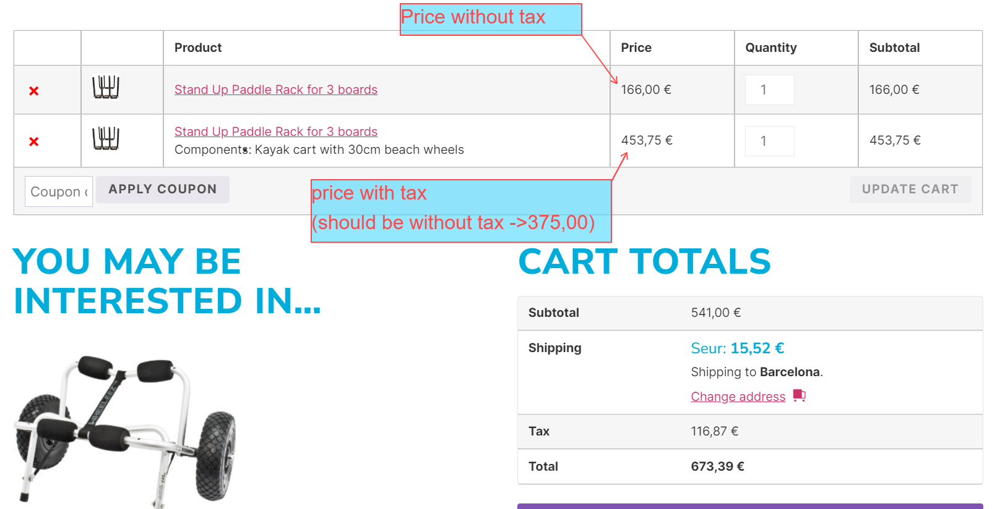 Price without tax
Product Price Quantity Subtotal
Stand Up Paddle Rack for 3 boards 166,00 € 1 166,00 €
Stand Up Paddle Rack for 3 boards
Components: Kayak cart with 30cm beach wheels 453,75 € 1 453,75 €
Coupon c APPLY COUPON UPDATE CART
price with tax
(should be without tax ->375,00)
YOU MAY BE
INTERESTED IN...
WHEELEEZ
CART TOTALS
Subtotal 541,00 €
Shipping Seur: 15,52 €
Shipping to Barcelona.
Change address
Tax 116,87 €
Total 673,39 €